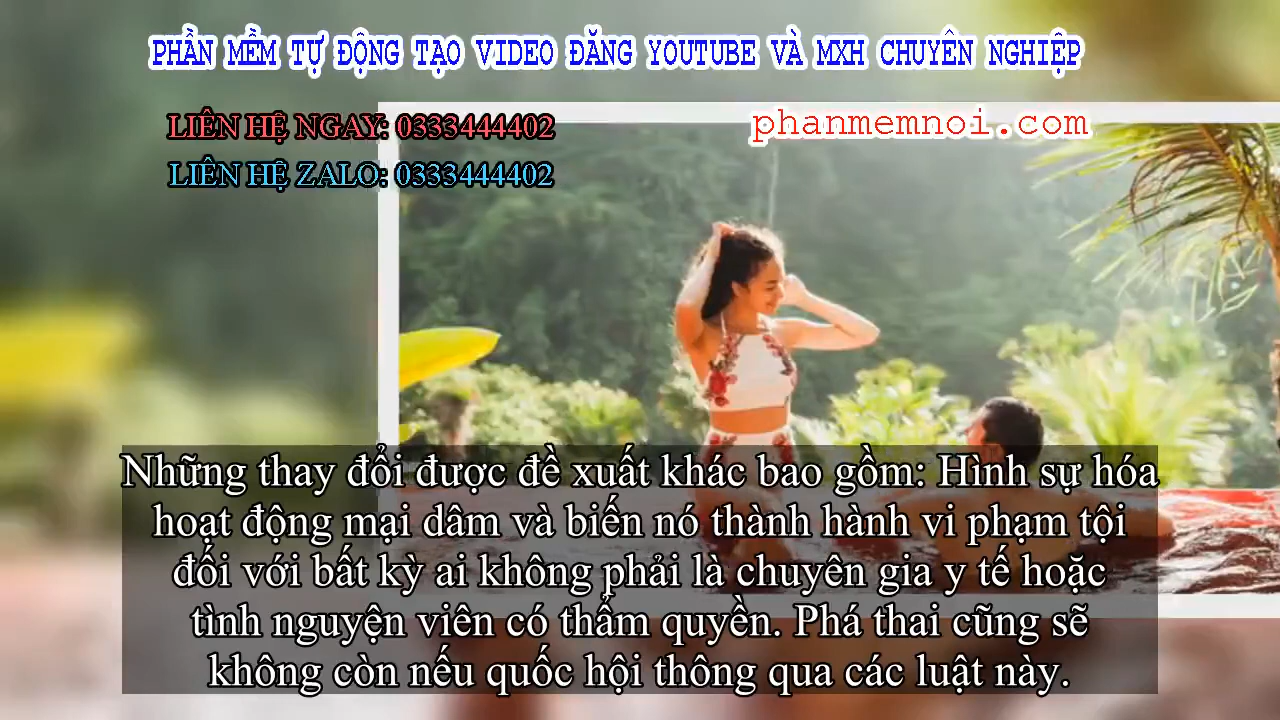 PHẦN MỀM TỰ ĐỘNG TẠO VIDEO ĐĂNG YOUTUBE VÀ MXH CHUYÊN NGHIỆP
LIÊN HỆ NGAY: 0333444402
phanmemnoi.com
LIÊN HỆ ZALO: 0333444402
Những thay đổi được đề xuất khác bao gồm: Hình sự hóa
hoạt động mại dâm và biến nó thành hành vi phạm tội
đối với bất kỳ ai không phải là chuyên gia y tế hoặc
tình nguyện viên có thẩm quyền. Phá thai cũng sẽ
không còn nếu quốc hội thông qua các luật này.